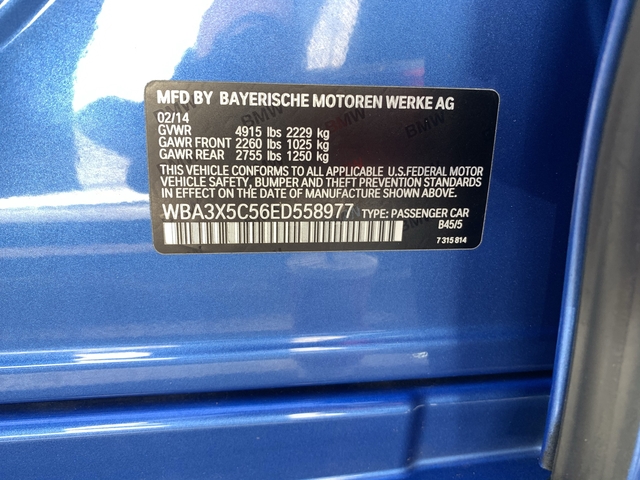 MFD BY BAYERISCHE MOTOREN WERKE AG
02/14
GVWR 4915 lbs 2229 kg
GAWR FRONT 2260 lbs 1025 kg
GAWR REAR 2755 lbs 1250 kg
THIS VEHICLE CONFORMS TO ALL APPLICABLE U.S.FEDERAL MOTOR
VEHICLE SAFETY, BUMPER AND THEFT PREVENTION STANDARDS
IN EFFECT ON THE DATE OF MANUFACTURE SHOWN ABOVE.
WBA3X5C56ED558977 TYPE: PASSENGER CAR
B45/5
7 315 814